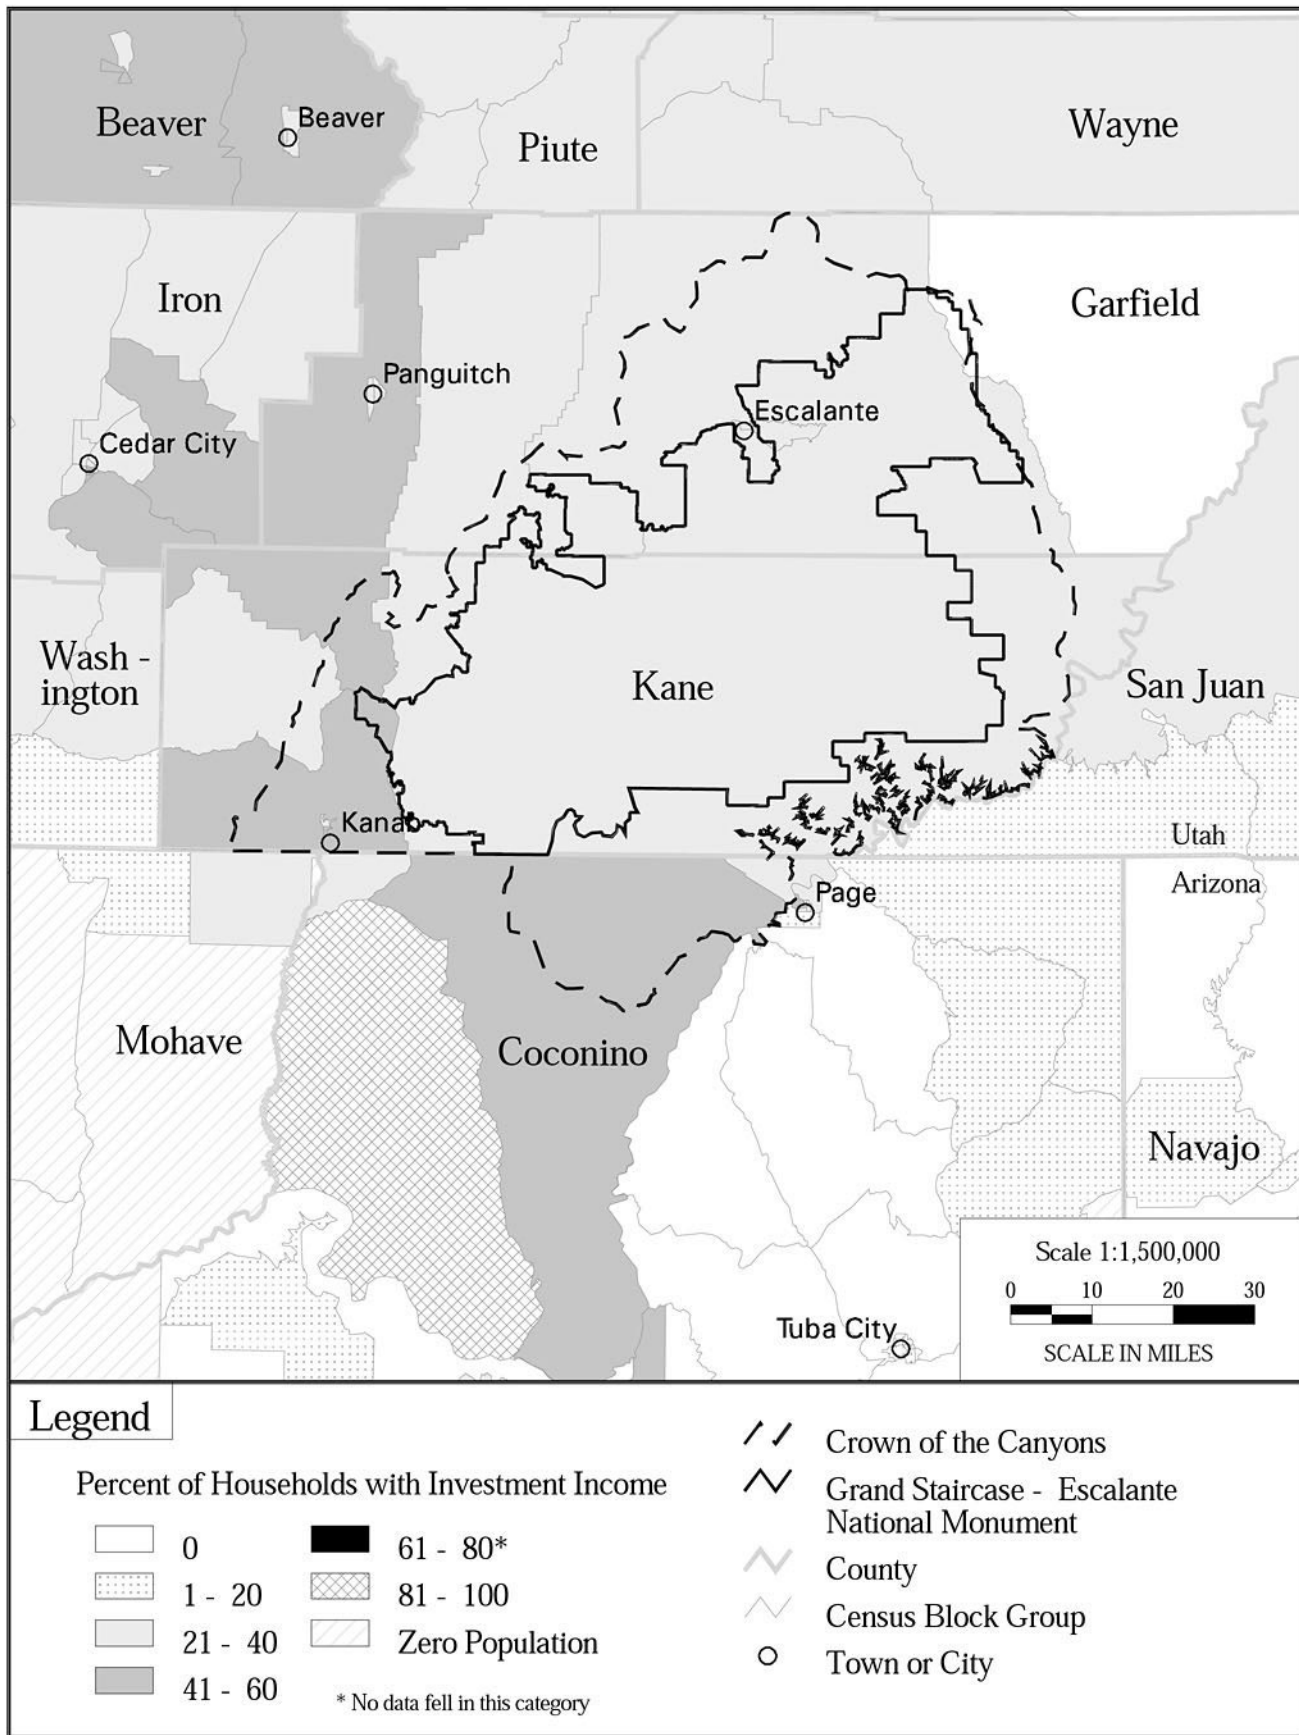 Beaver
Beaver
Piute
Wayne
Iron
Garfield
Panguitch
Escalante
Cedar City
Wash -
ington
Kane
San Juan
Kanab
Utah
Arizona
Page
Mohave
Coconino
Navajo
Tuba City
Scale 1:1,500,000
0 10 20 30
SCALE IN MILES
Legend
Percent of Households with Investment Income
0
1 - 20
21 - 40
41 - 60
61 - 80*
81 - 100
Zero Population
* No data fell in this category
Crown of the Canyons
Grand Staircase - Escalante
National Monument
County
Census Block Group
Town or City